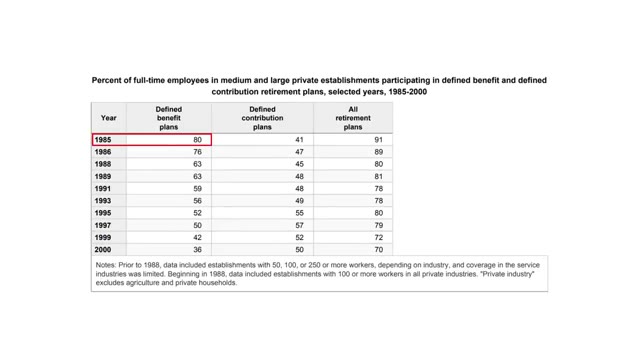 Percent of full-time employees in medium and large private establishments participating in defined benefit and defined
contribution retirement plans, selected years, 1985-2000
Year Defined benefit plans Defined contribution plans All retirement plans
1985 80 41 91
1986 76 47 89
1988 63 45 80
1989 63 48 81
1991 59 48 78
1993 56 49 78
1995 52 55 80
1997 50 57 79
1999 42 52 72
2000 36 50 70
Notes: Prior to 1988, data included establishments with 50, 100, or 250 or more workers, depending on industry, and coverage in the service
industries was limited. Beginning in 1988, data included establishments with 100 or more workers in all private industries. "Private industry"
excludes agriculture and private households.